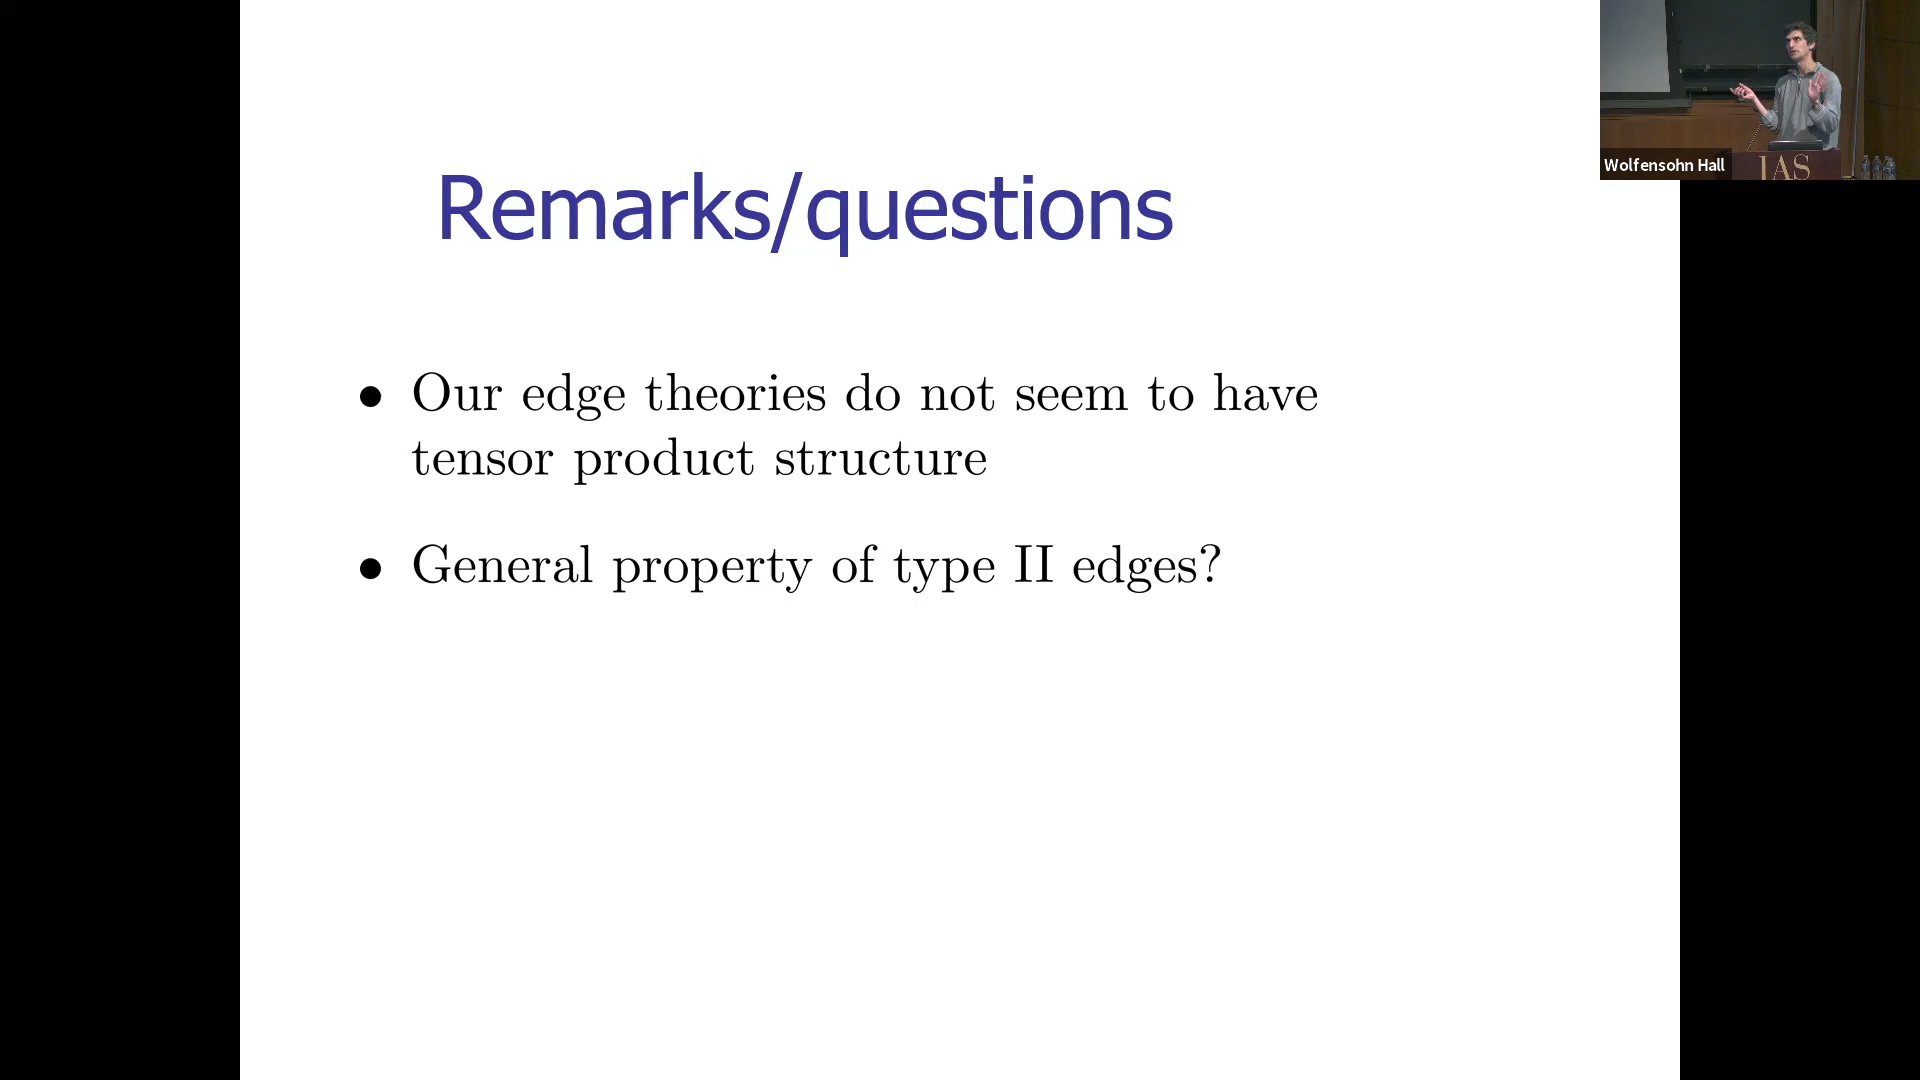 Wolfensohn Hall
IAS
Remarks/questions
• Our edge theories do not seem to have
tensor product structure
• General property of type II edges?